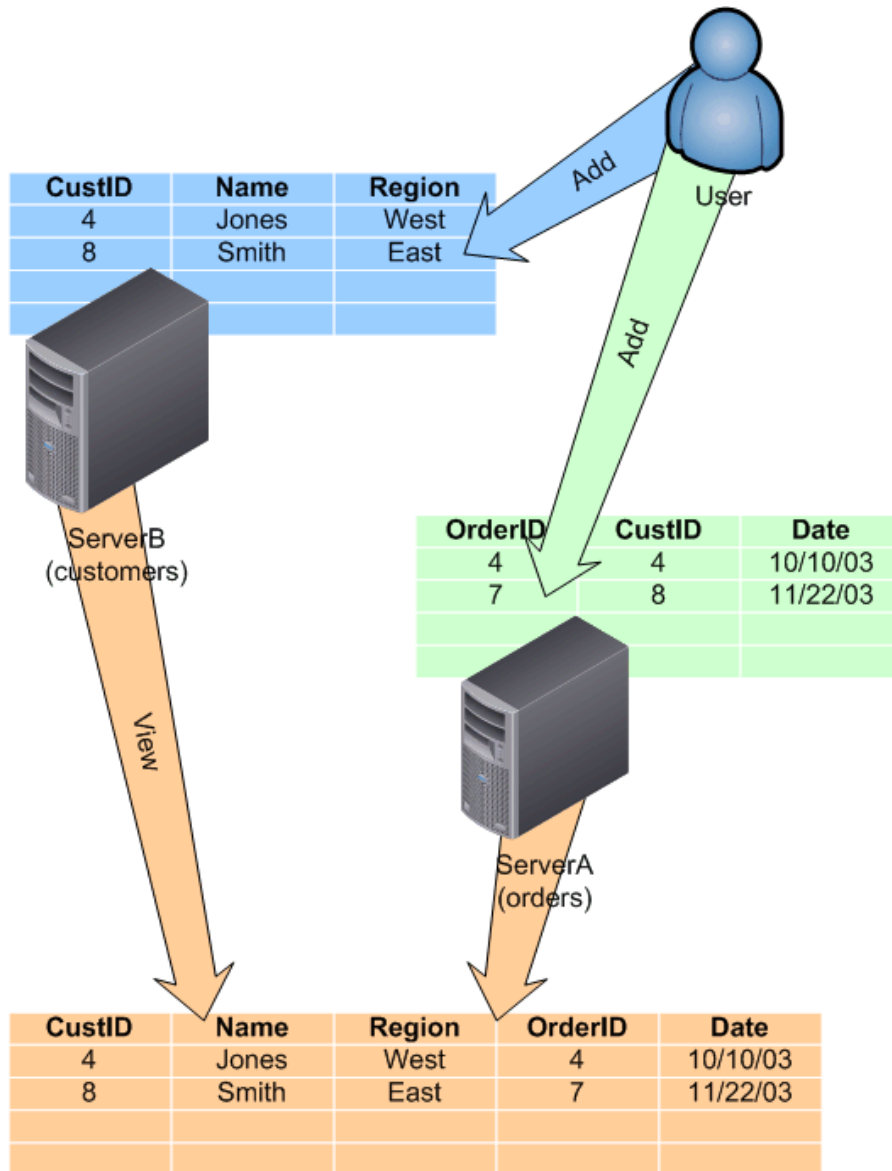 User
Add
CustID Name Region
4 Jones West
8 Smith East
Add
ServerB
(customers)
OrderID CustID Date
4 4 10/10/03
7 8 11/22/03
View
ServerA
(orders)
CustID Name Region OrderID Date
4 Jones West 4 10/10/03
8 Smith East 7 11/22/03